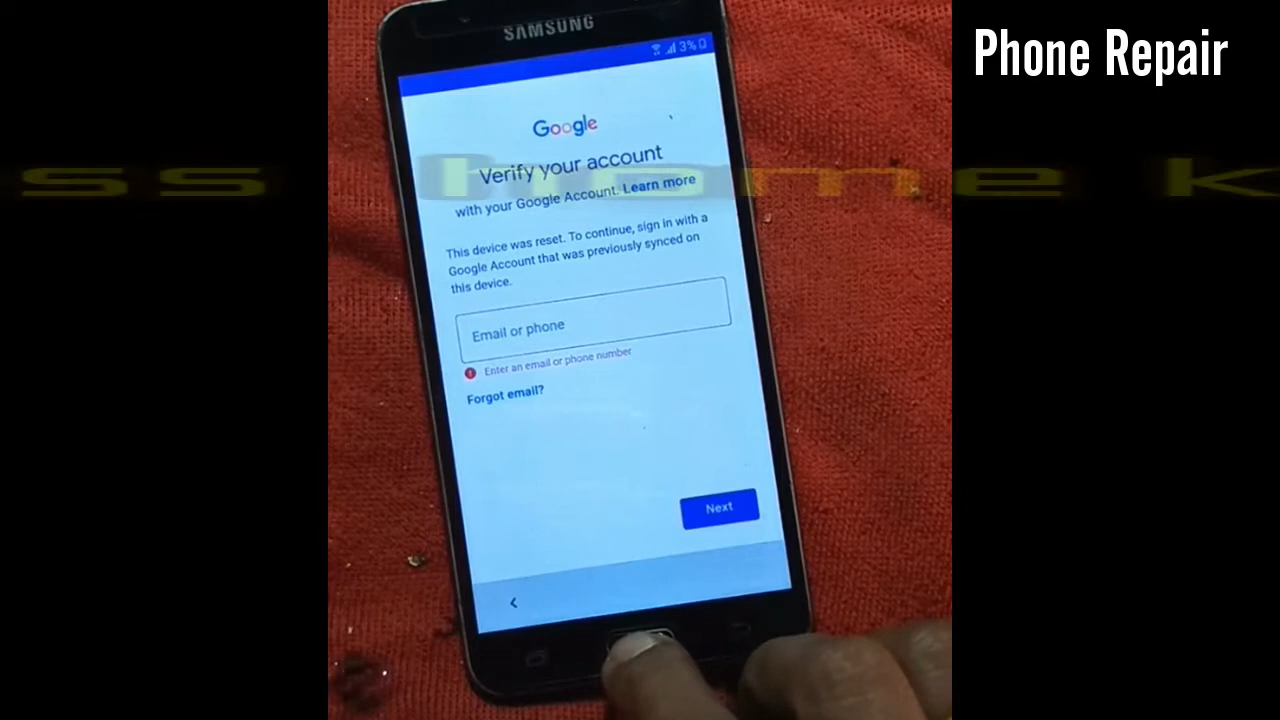 Phone Repair
SAMSUNG
3%
Google
Verify your account
ss home k
with your Google Account. Learn more
This device was reset. To continue, sign in with a
Google Account that was previously synced on
this device.
Email or phone
Enter an email or phone number
Forgot email?
Next